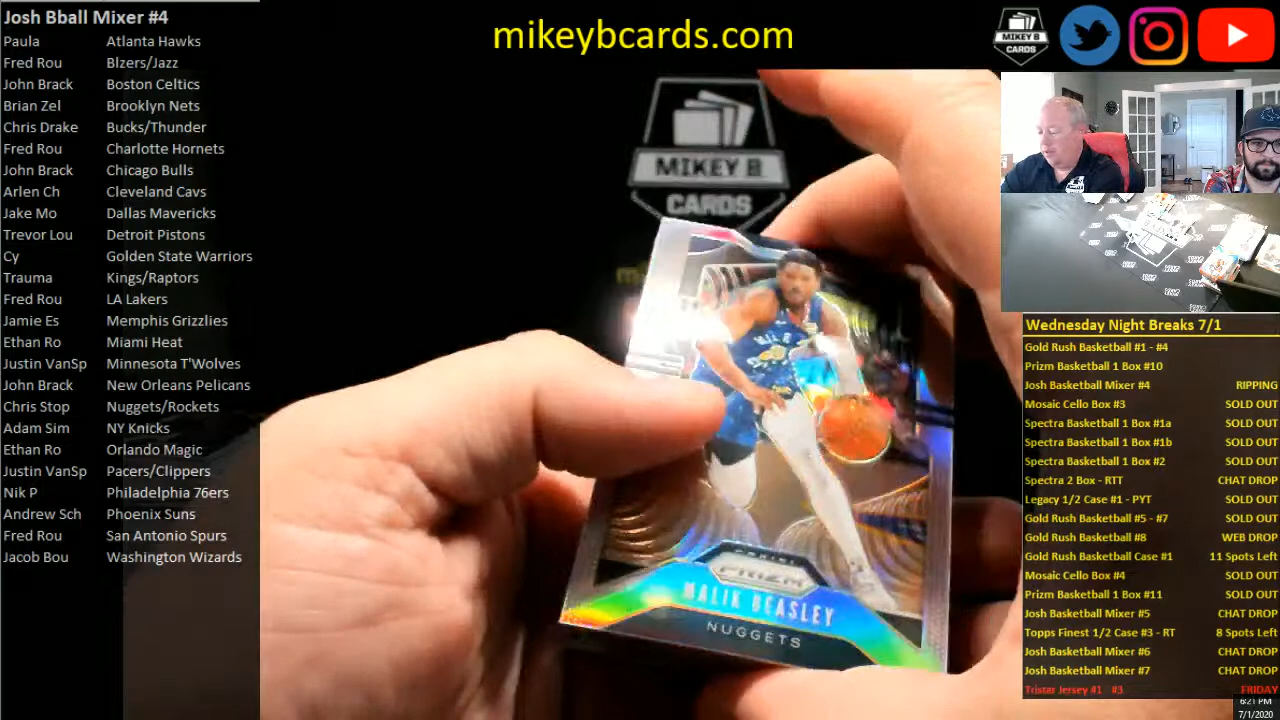 Josh Bball Mixer #4
Paula Atlanta Hawks
Fred Rou Blzers/Jazz
John Brack Boston Celtics
Brian Zel Brooklyn Nets
Chris Drake Bucks/Thunder
Fred Rou Charlotte Hornets
John Brack Chicago Bulls
Arlen Ch Cleveland Cavs
Jake Mo Dallas Mavericks
Trevor Lou Detroit Pistons
Cy Golden State Warriors
Trauma Kings/Raptors
Fred Rou LA Lakers
Jamie Es Memphis Grizzlies
Ethan Ro Miami Heat
Justin VanSp Minnesota T'Wolves
John Brack New Orleans Pelicans
Chris Stop Nuggets/Rockets
Adam Sim NY Knicks
Ethan Ro Orlando Magic
Justin VanSp Pacers/Clippers
Nik P Philadelphia 76ers
Andrew Sch Phoenix Suns
Fred Rou San Antonio Spurs
Jacob Bou Washington Wizards
mikeybcards.com
MIKEY B
CARDS
MIKEY B
CARDS
PANINI
PRIZM
MALIK BEASLEY
NUGGETS
Wednesday Night Breaks 7/1
Gold Rush Basketball #1 - #4
Prizm Basketball 1 Box #10
Josh Basketball Mixer #4 RIPPING
Mosaic Cello Box #3 SOLD OUT
Spectra Basketball 1 Box #1a SOLD OUT
Spectra Basketball 1 Box #1b SOLD OUT
Spectra Basketball 1 Box #2 SOLD OUT
Spectra 2 Box - RTT CHAT DROP
Legacy 1/2 Case #1 - PYT SOLD OUT
Gold Rush Basketball #5 - #7 SOLD OUT
Gold Rush Basketball #8 WEB DROP
Gold Rush Basketball Case #1 11 Spots Left
Mosaic Cello Box #4 SOLD OUT
Prizm Basketball 1 Box #11 SOLD OUT
Josh Basketball Mixer #5 CHAT DROP
Topps Finest 1/2 Case #3 - RT 8 Spots Left
Josh Basketball Mixer #6 CHAT DROP
Josh Basketball Mixer #7 CHAT DROP
Tristar Jersey #1 #3 FRIDAY
6:21 PM
7/1/2020